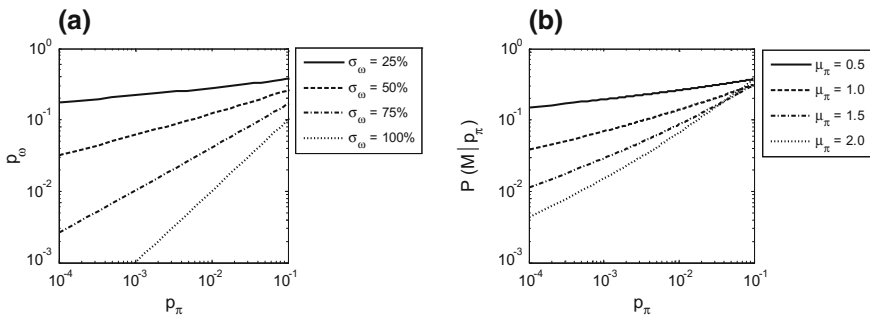 (a)
10^0
10^-1
10^-2
10^-3
p_ω
10^-4
10^-3
10^-2
10^-1
p_π
σ_ω = 25%
σ_ω = 50%
σ_ω = 75%
σ_ω = 100%
(b)
10^0
10^-1
10^-2
10^-3
P (M | p_π)
10^-4
10^-3
10^-2
10^-1
p_π
μ_π = 0.5
μ_π = 1.0
μ_π = 1.5
μ_π = 2.0